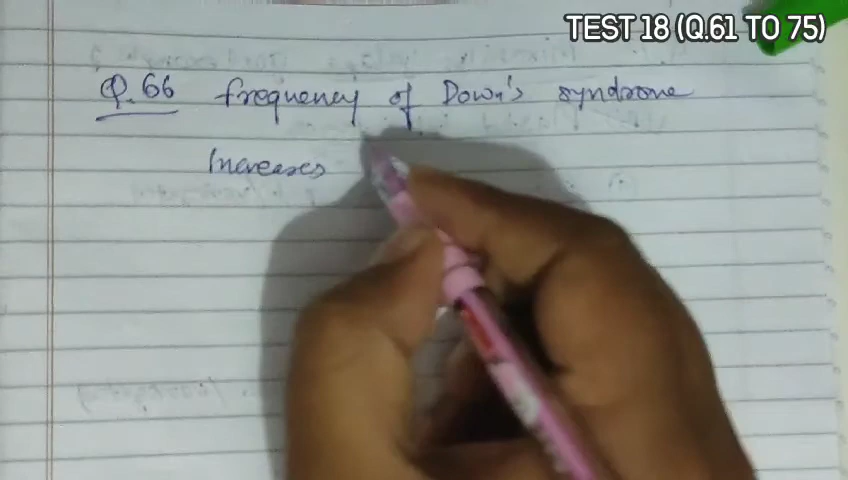 TEST 18 (Q.61 TO 75)
Q.66 frequency of Down's syndrome
Increases